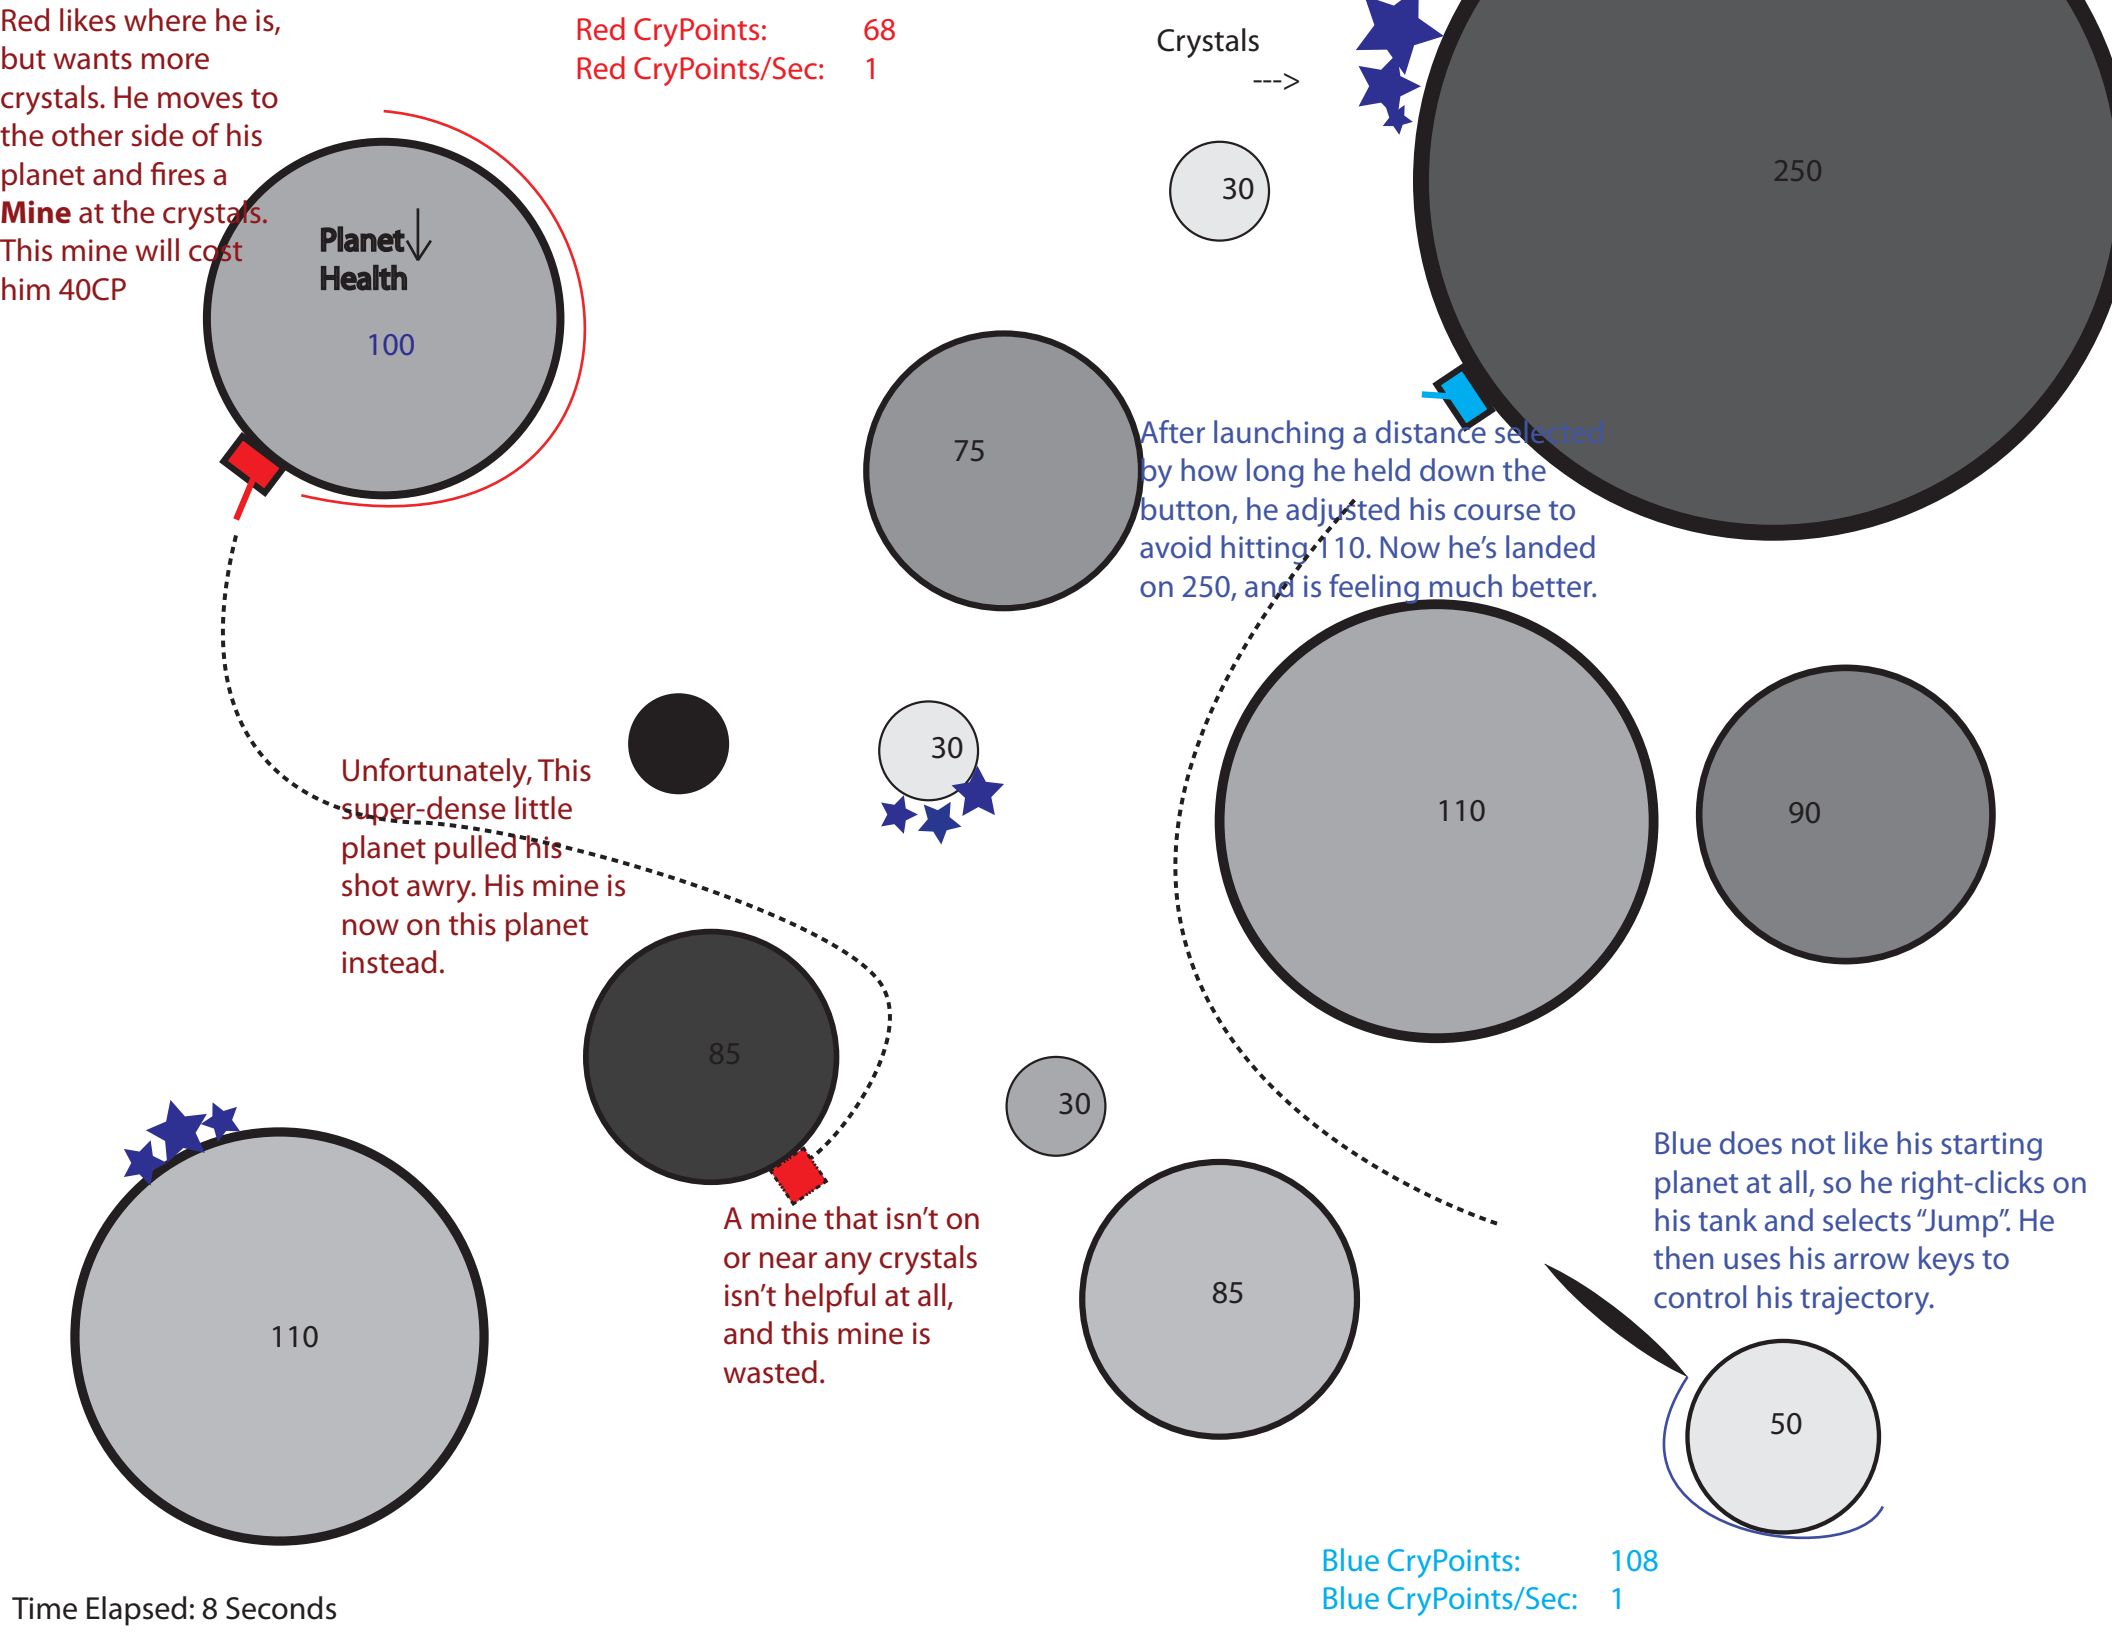 Red likes where he is,
but wants more
crystals. He moves to
the other side of his
planet and fires a
Mine at the crystals.
This mine will cost
him 40CP
Red CryPoints: 68
Red CryPoints/Sec: 1
Crystals
--->
250
30
Planet
Health
100
75
After launching a distance selected
by how long he held down the
button, he adjusted his course to
avoid hitting 110. Now he's landed
on 250, and is feeling much better.
30
110
90
Unfortunately, This
super-dense little
planet pulled his
shot awry. His mine is
now on this planet
instead.
85
30
A mine that isn't on
or near any crystals
isn't helpful at all,
and this mine is
wasted.
110
85
Blue does not like his starting
planet at all, so he right-clicks on
his tank and selects “Jump”. He
then uses his arrow keys to
control his trajectory.
50
Blue CryPoints: 108
Blue CryPoints/Sec: 1
Time Elapsed: 8 Seconds